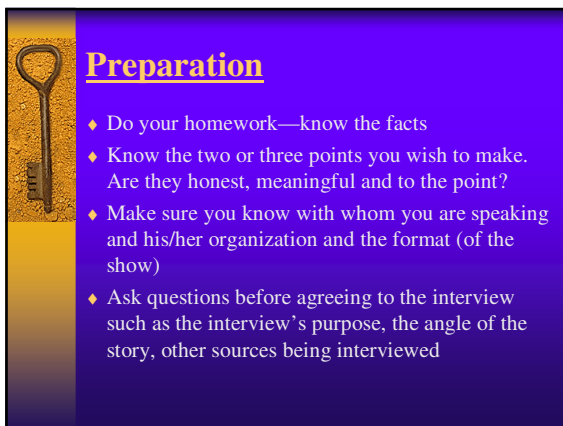 Preparation
♦ Do your homework—know the facts
♦ Know the two or three points you wish to make.
Are they honest, meaningful and to the point?
♦ Make sure you know with whom you are speaking
and his/her organization and the format (of the
show)
♦ Ask questions before agreeing to the interview
such as the interview’s purpose, the angle of the
story, other sources being interviewed